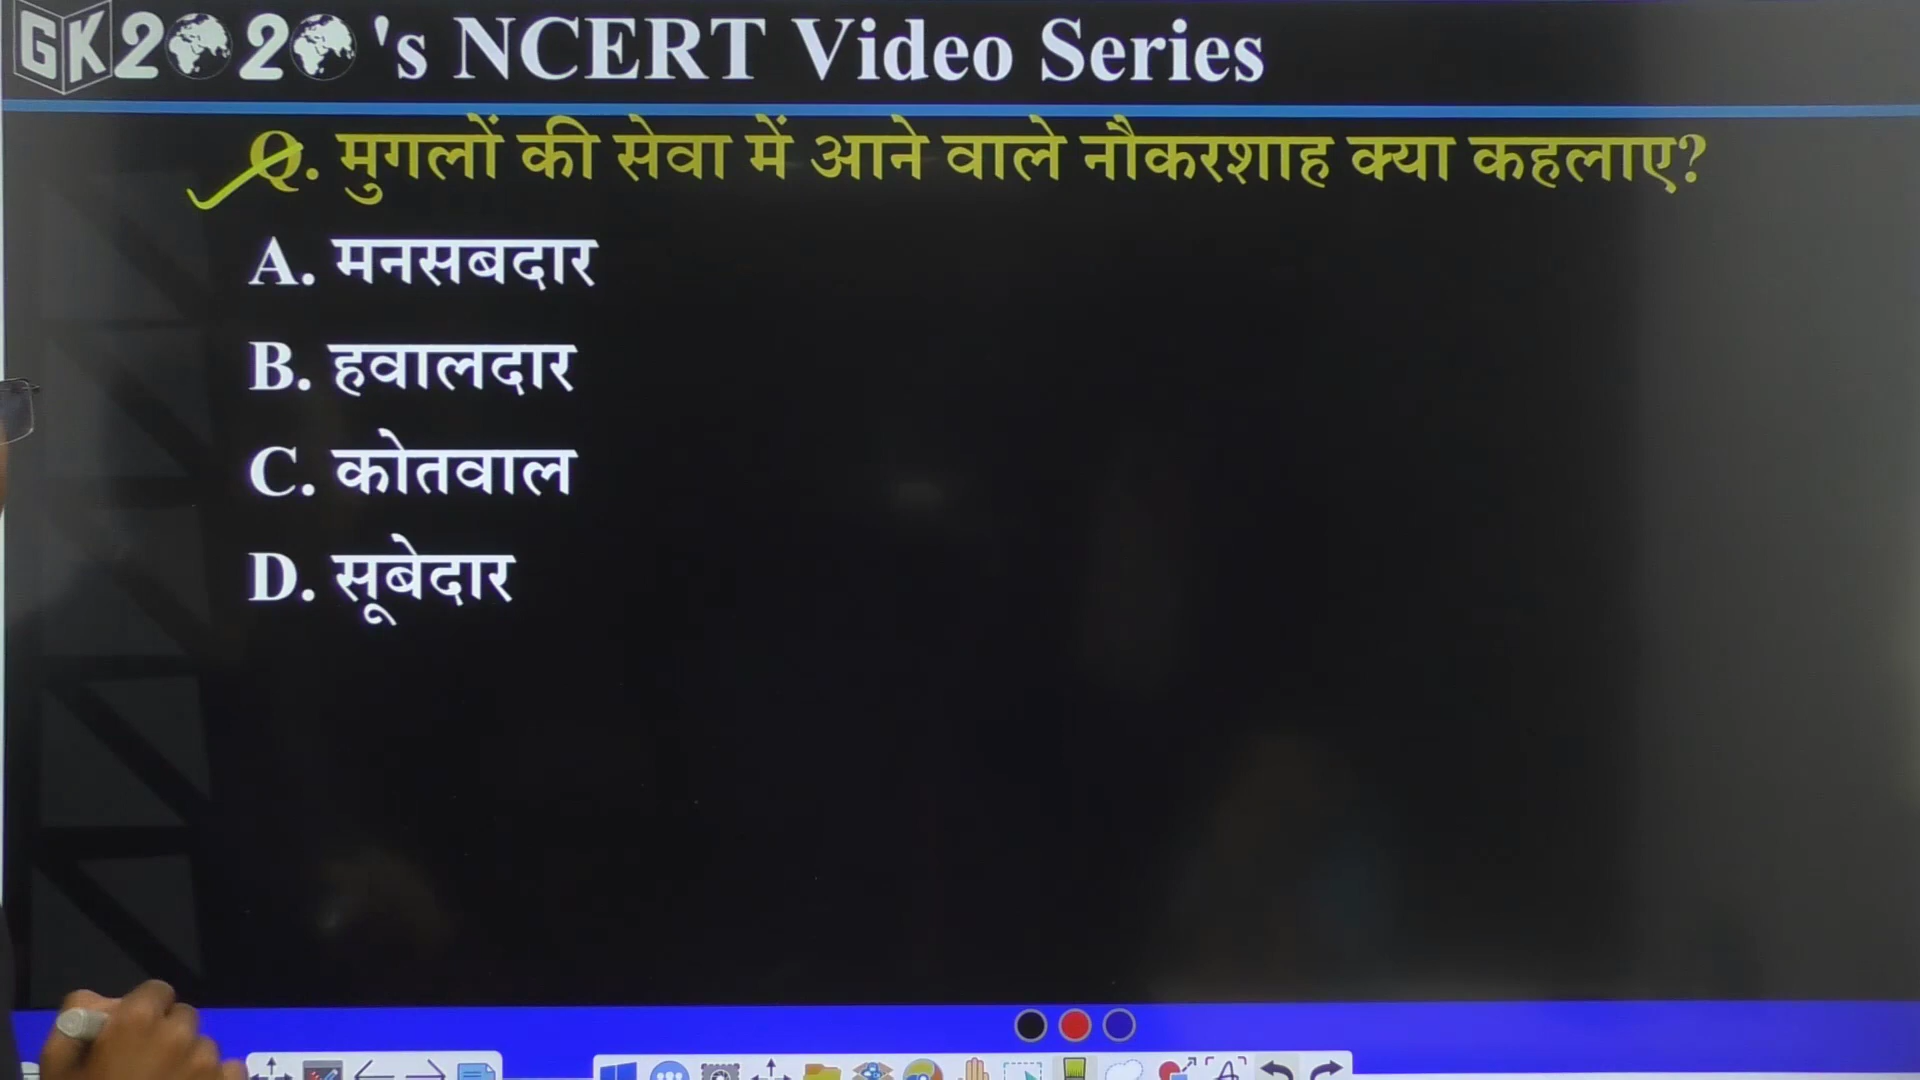 GK2020's NCERT Video Series
Q. मुगलों की सेवा में आने वाले नौकरशाह क्या कहलाए?
A. मनसबदार
B. हवालदार
C. कोतवाल
D. सूबेदार